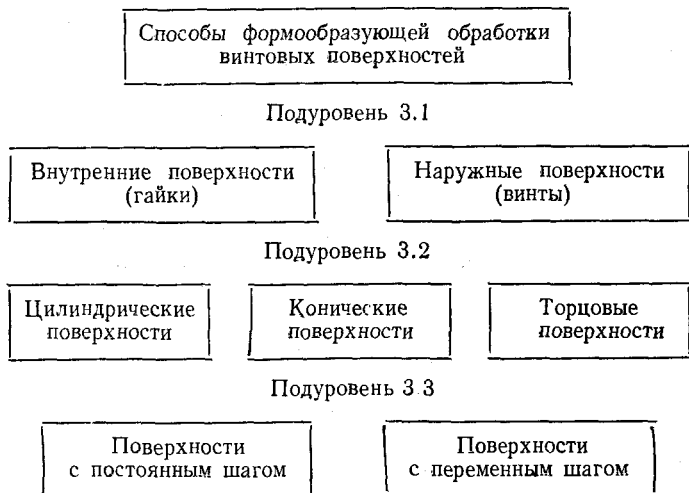 Способы формообразующей обработки
винтовых поверхностей
Подуровень 3.1
Внутренние поверхности
(гайки)
Наружные поверхности
(винты)
Подуровень 3.2
Цилиндрические
поверхности
Конические
поверхности
Торцовые
поверхности
Подуровень 3 3
Поверхности
с постоянным шагом
Поверхности
с переменным шагом